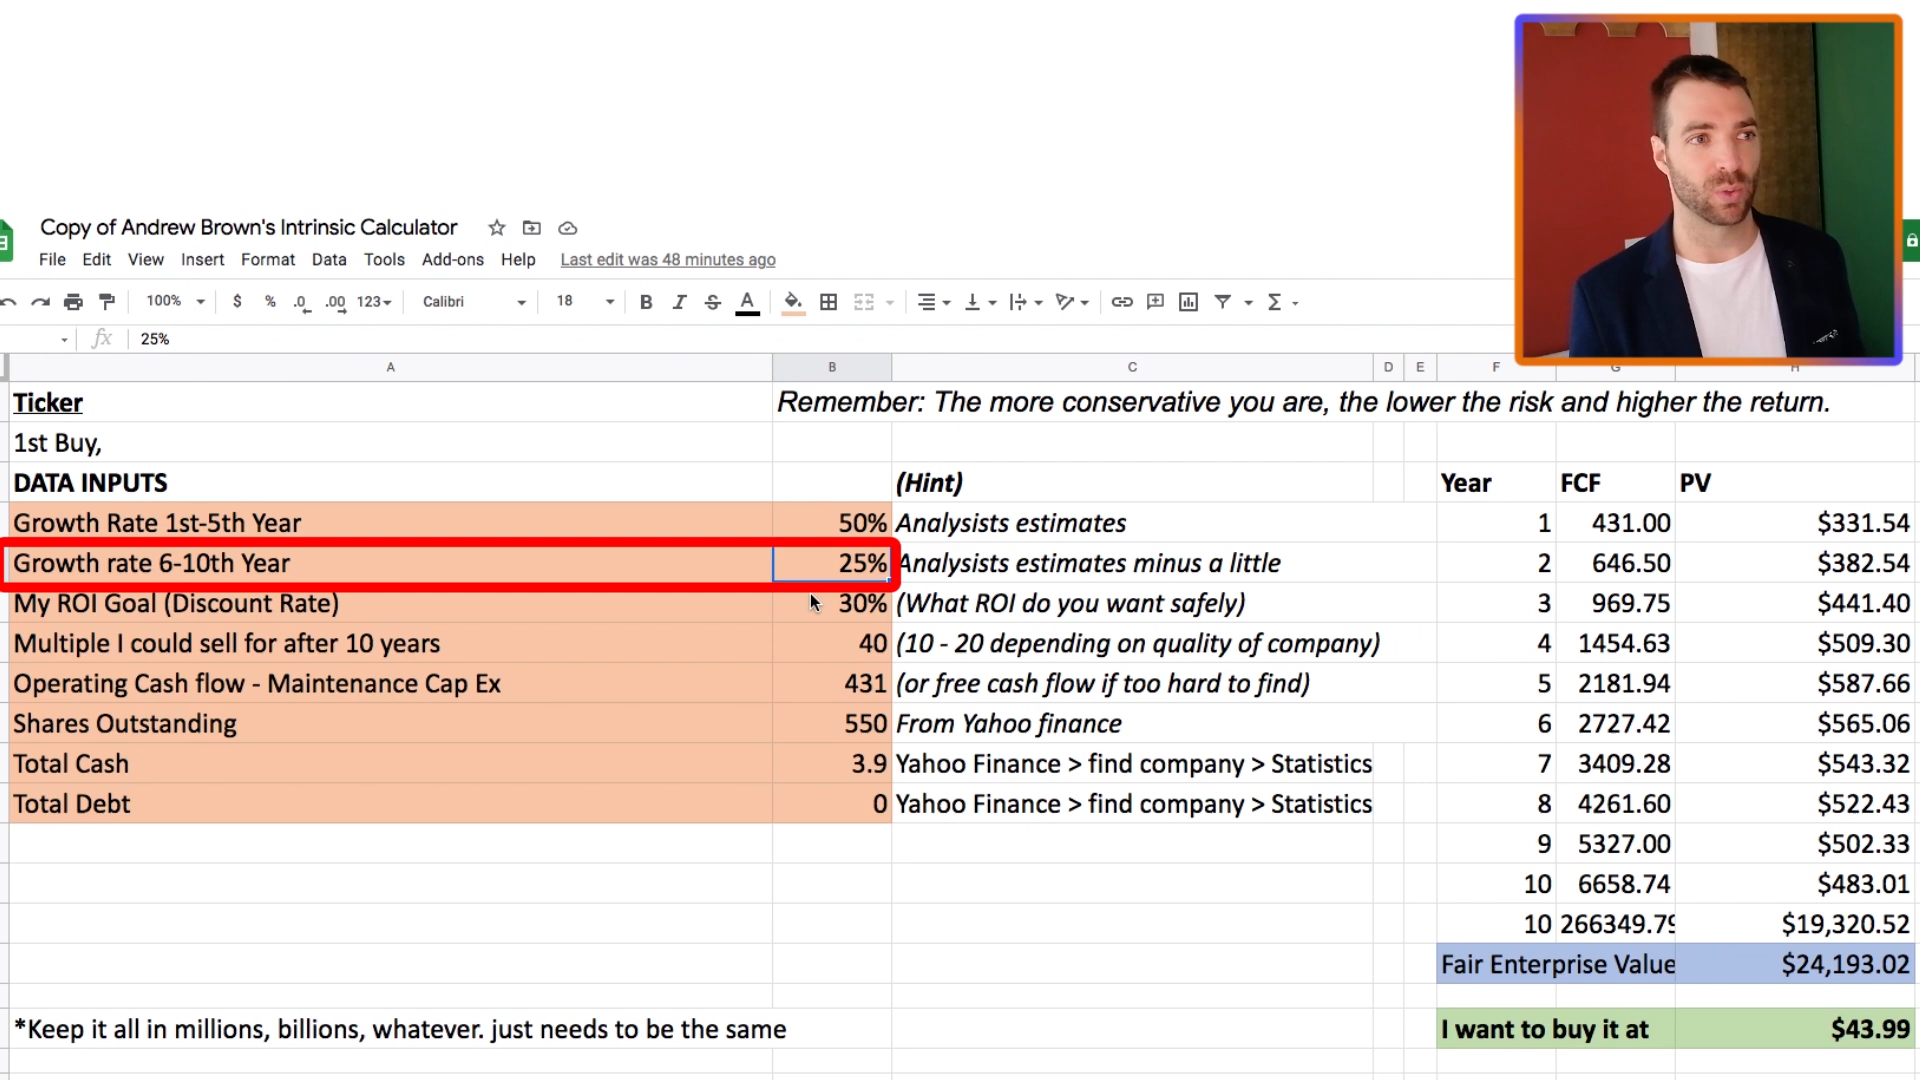 Copy of Andrew Brown's Intrinsic Calculator
File Edit View Insert Format Data Tools Add-ons Help Last edit was 48 minutes ago
100% $ % .0 .00 123 Calibri 18 B I S A Σ
fx 25%
A B C D E F G H
Ticker Remember: The more conservative you are, the lower the risk and higher the return.
1st Buy,
DATA INPUTS (Hint) Year FCF PV
Growth Rate 1st-5th Year 50% Analysists estimates 1 431.00 $331.54
Growth rate 6-10th Year 25% Analysists estimates minus a little 2 646.50 $382.54
My ROI Goal (Discount Rate) 30% (What ROI do you want safely) 3 969.75 $441.40
Multiple I could sell for after 10 years 40 (10 - 20 depending on quality of company) 4 1454.63 $509.30
Operating Cash flow - Maintenance Cap Ex 431 (or free cash flow if too hard to find) 5 2181.94 $587.66
Shares Outstanding 550 From Yahoo finance 6 2727.42 $565.06
Total Cash 3.9 Yahoo Finance > find company > Statistics 7 3409.28 $543.32
Total Debt 0 Yahoo Finance > find company > Statistics 8 4261.60 $522.43
9 5327.00 $502.33
10 6658.74 $483.01
10 266349.79 $19,320.52
Fair Enterprise Value $24,193.02
*Keep it all in millions, billions, whatever. just needs to be the same I want to buy it at $43.99